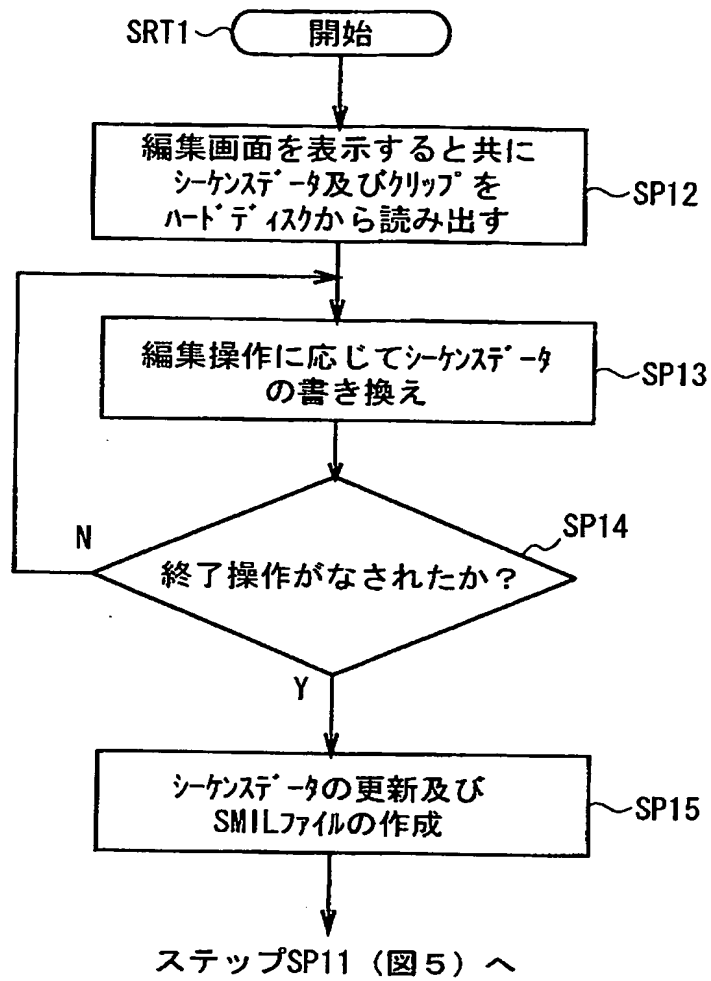 SRT1
開始
編集画面を表示すると共に
ｼｰｹﾝｽﾃﾞｰﾀ及びｸﾘｯﾌﾟを
ﾊｰﾄﾞﾃﾞｨｽｸから読み出す
SP12
編集操作に応じてｼｰｹﾝｽﾃﾞｰﾀ
の書き換え
SP13
SP14
N
終了操作がなされたか？
Y
ｼｰｹﾝｽﾃﾞｰﾀの更新及び
SMILﾌｧｲﾙの作成
SP15
ステップSP11（図５）へ